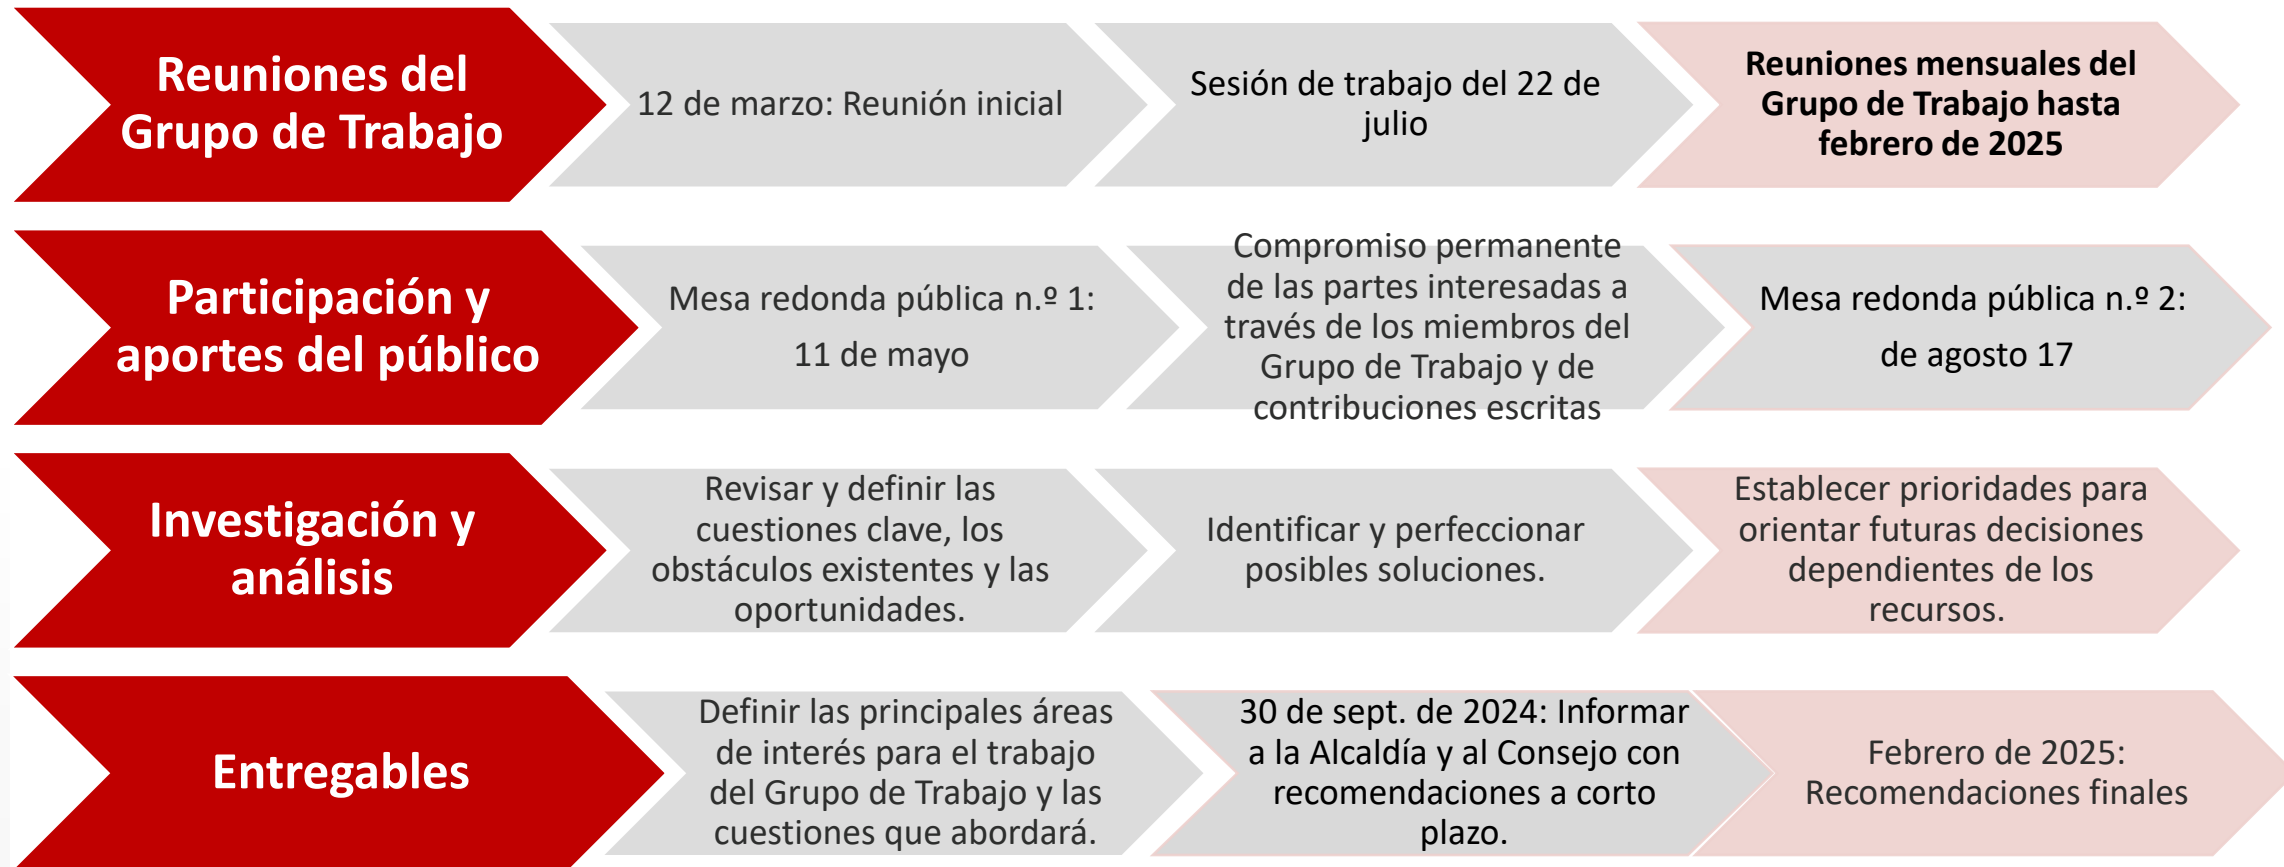 Reuniones del
Grupo de Trabajo
12 de marzo: Reunión inicial
Sesión de trabajo del 22 de
julio
Reuniones mensuales del
Grupo de Trabajo hasta
febrero de 2025
Participación y
aportes del público
Mesa redonda pública n.º 1:
11 de mayo
Compromiso permanente
de las partes interesadas a
través de los miembros del
Grupo de Trabajo y de
contribuciones escritas
Mesa redonda pública n.º 2:
de agosto 17
Investigación y
análisis
Revisar y definir las
cuestiones clave, los
obstáculos existentes y las
oportunidades.
Identificar y perfeccionar
posibles soluciones.
Establecer prioridades para
orientar futuras decisiones
dependientes de los
recursos.
Entregables
Definir las principales áreas
de interés para el trabajo
del Grupo de Trabajo y las
cuestiones que abordará.
30 de sept. de 2024: Informar
a la Alcaldía y al Consejo con
recomendaciones a corto
plazo.
Febrero de 2025:
Recomendaciones finales